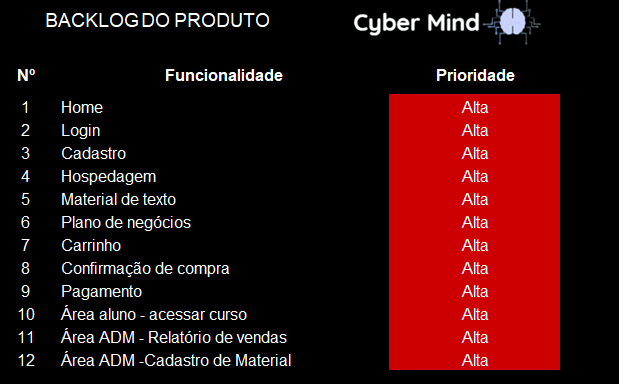 BACKLOG DO PRODUTO
Cyber Mind
Nº Funcionalidade Prioridade
1 Home Alta
2 Login Alta
3 Cadastro Alta
4 Hospedagem Alta
5 Material de texto Alta
6 Plano de negócios Alta
7 Carrinho Alta
8 Confirmação de compra Alta
9 Pagamento Alta
10 Área aluno - acessar curso Alta
11 Área ADM - Relatório de vendas Alta
12 Área ADM -Cadastro de Material Alta